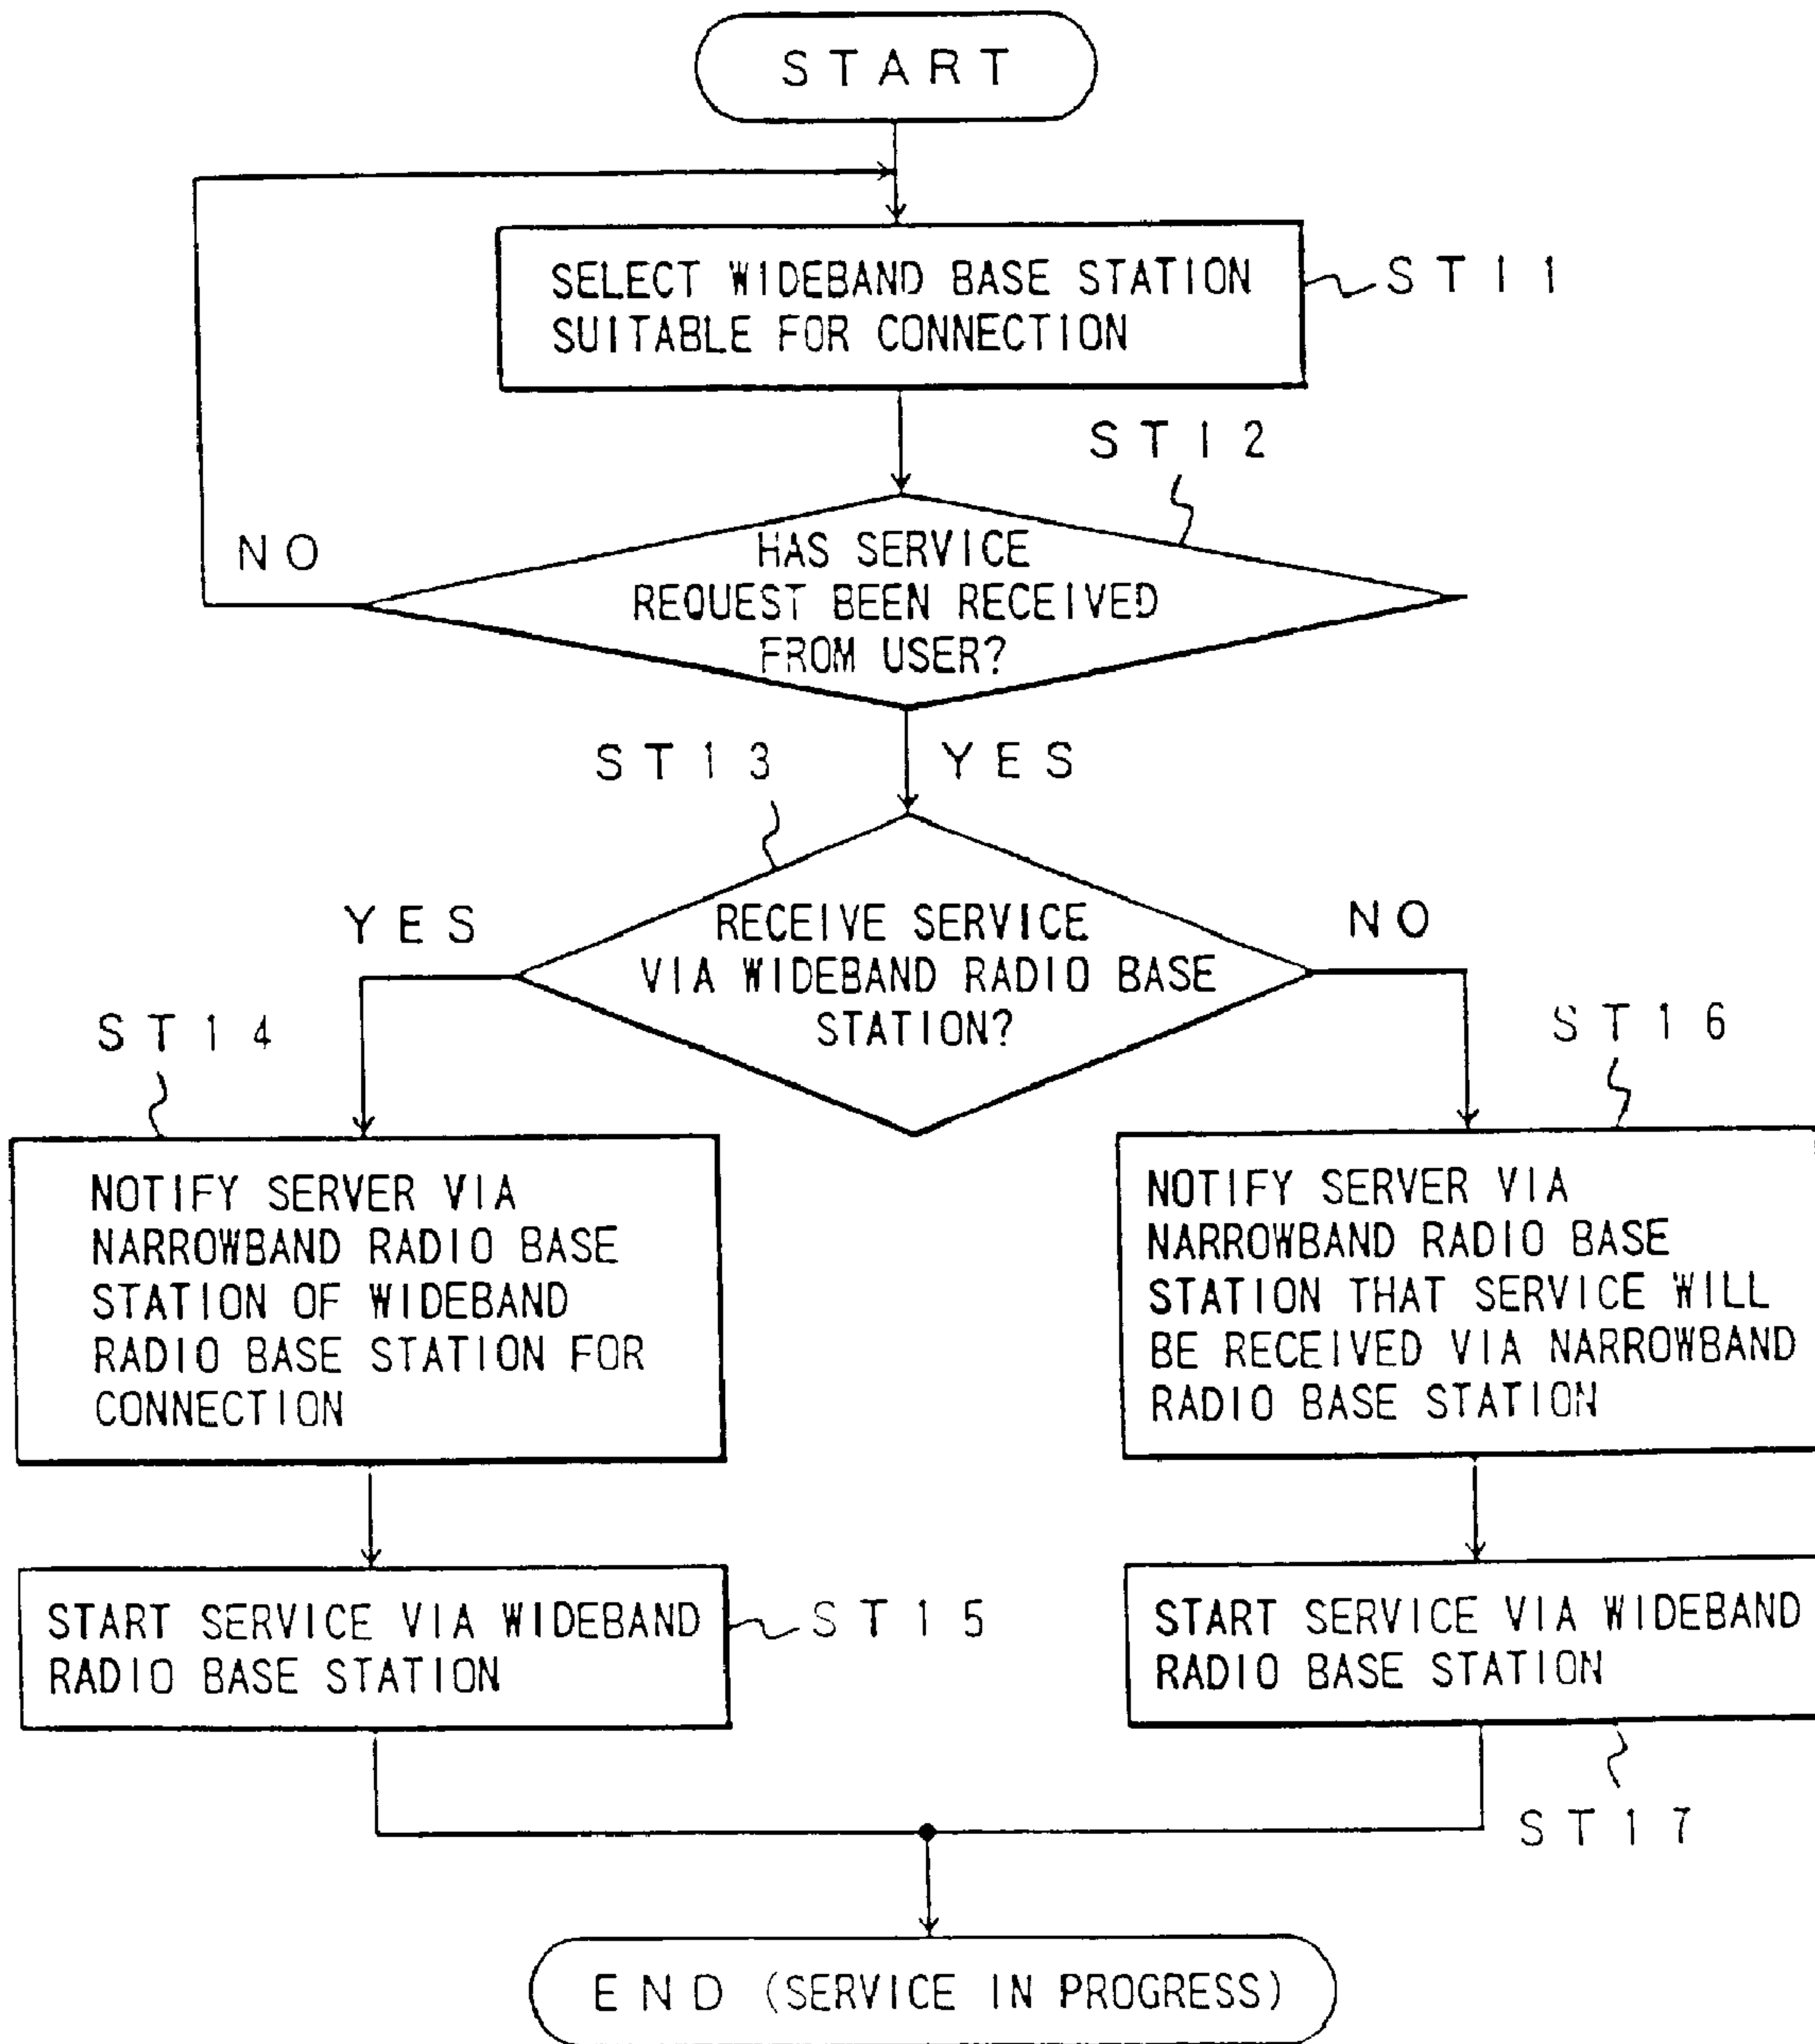 START
SELECT WIDEBAND BASE STATION
SUITABLE FOR CONNECTION
ST11
ST12
HAS SERVICE
REQUEST BEEN RECEIVED
FROM USER?
NO
ST13
YES
RECEIVE SERVICE
VIA WIDEBAND RADIO BASE
STATION?
YES
NO
ST14
NOTIFY SERVER VIA
NARROWBAND RADIO BASE
STATION OF WIDEBAND
RADIO BASE STATION FOR
CONNECTION
ST16
NOTIFY SERVER VIA
NARROWBAND RADIO BASE
STATION THAT SERVICE WILL
BE RECEIVED VIA NARROWBAND
RADIO BASE STATION
START SERVICE VIA WIDEBAND
RADIO BASE STATION
ST15
START SERVICE VIA WIDEBAND
RADIO BASE STATION
ST17
END (SERVICE IN PROGRESS)